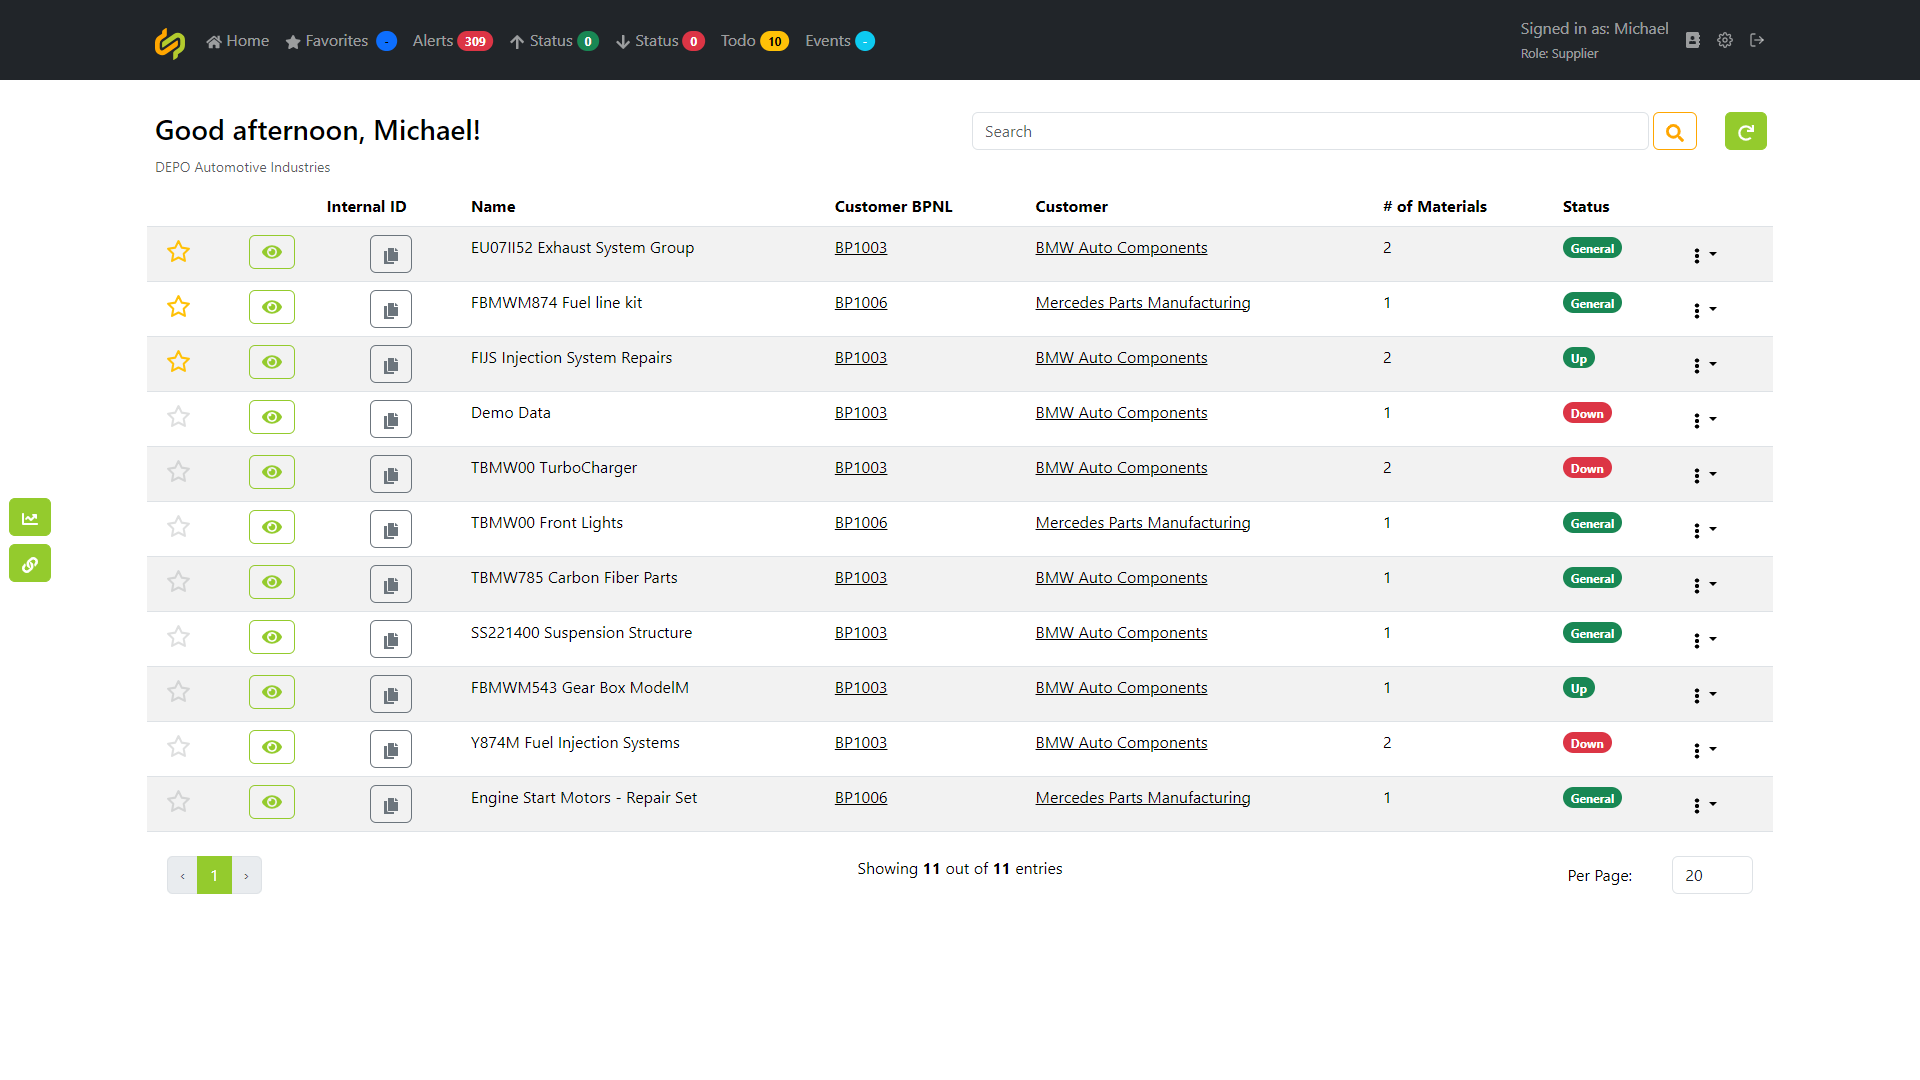 Home Favorites - Alerts 309 Status 0 Status 0 Todo 10 Events -
Signed in as: Michael
Role: Supplier
Good afternoon, Michael!
Search
DEPO Automotive Industries
Internal ID Name Customer BPNL Customer # of Materials Status
EU07II52 Exhaust System Group BP1003 BMW Auto Components 2 General
FBMWM874 Fuel line kit BP1006 Mercedes Parts Manufacturing 1 General
FIJS Injection System Repairs BP1003 BMW Auto Components 2 Up
Demo Data BP1003 BMW Auto Components 1 Down
TBMW00 TurboCharger BP1003 BMW Auto Components 2 Down
TBMW00 Front Lights BP1006 Mercedes Parts Manufacturing 1 General
TBMW785 Carbon Fiber Parts BP1003 BMW Auto Components 1 General
SS221400 Suspension Structure BP1003 BMW Auto Components 1 General
FBMWM543 Gear Box ModelM BP1003 BMW Auto Components 1 Up
Y874M Fuel Injection Systems BP1003 BMW Auto Components 2 Down
Engine Start Motors - Repair Set BP1006 Mercedes Parts Manufacturing 1 General
‹ 1 › Showing 11 out of 11 entries Per Page: 20